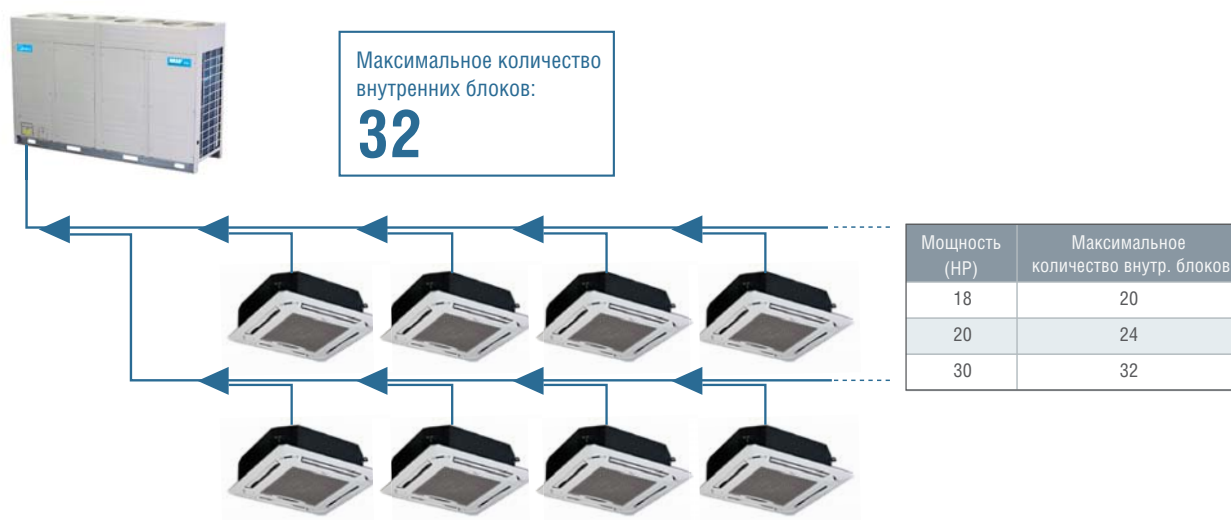 Максимальное количество
внутренних блоков:
32
Мощность
(HP)
Максимальное
количество внутр. блоков
18 20
20 24
30 32